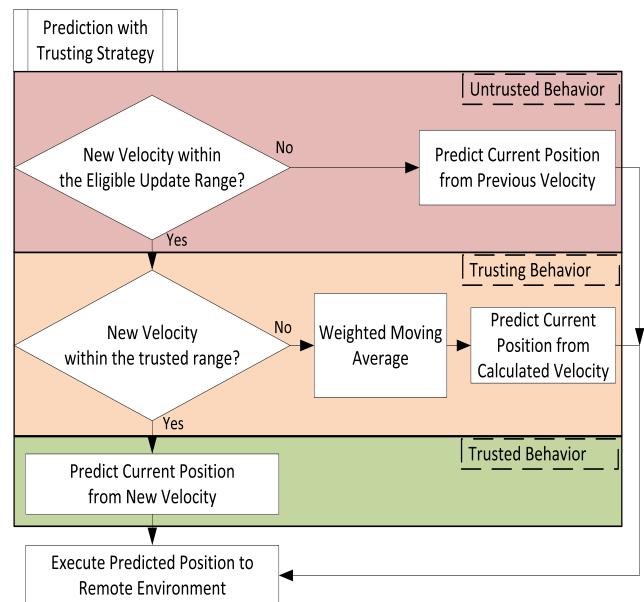 Prediction with
Trusting Strategy
Untrusted Behavior
New Velocity within
the Eligible Update Range?
No
Predict Current Position
from Previous Velocity
Yes
Trusting Behavior
New Velocity
within the trusted range?
No
Weighted Moving
Average
Predict Current
Position from
Calculated Velocity
Yes
Trusted Behavior
Predict Current Position
from New Velocity
Execute Predicted Position to
Remote Environment